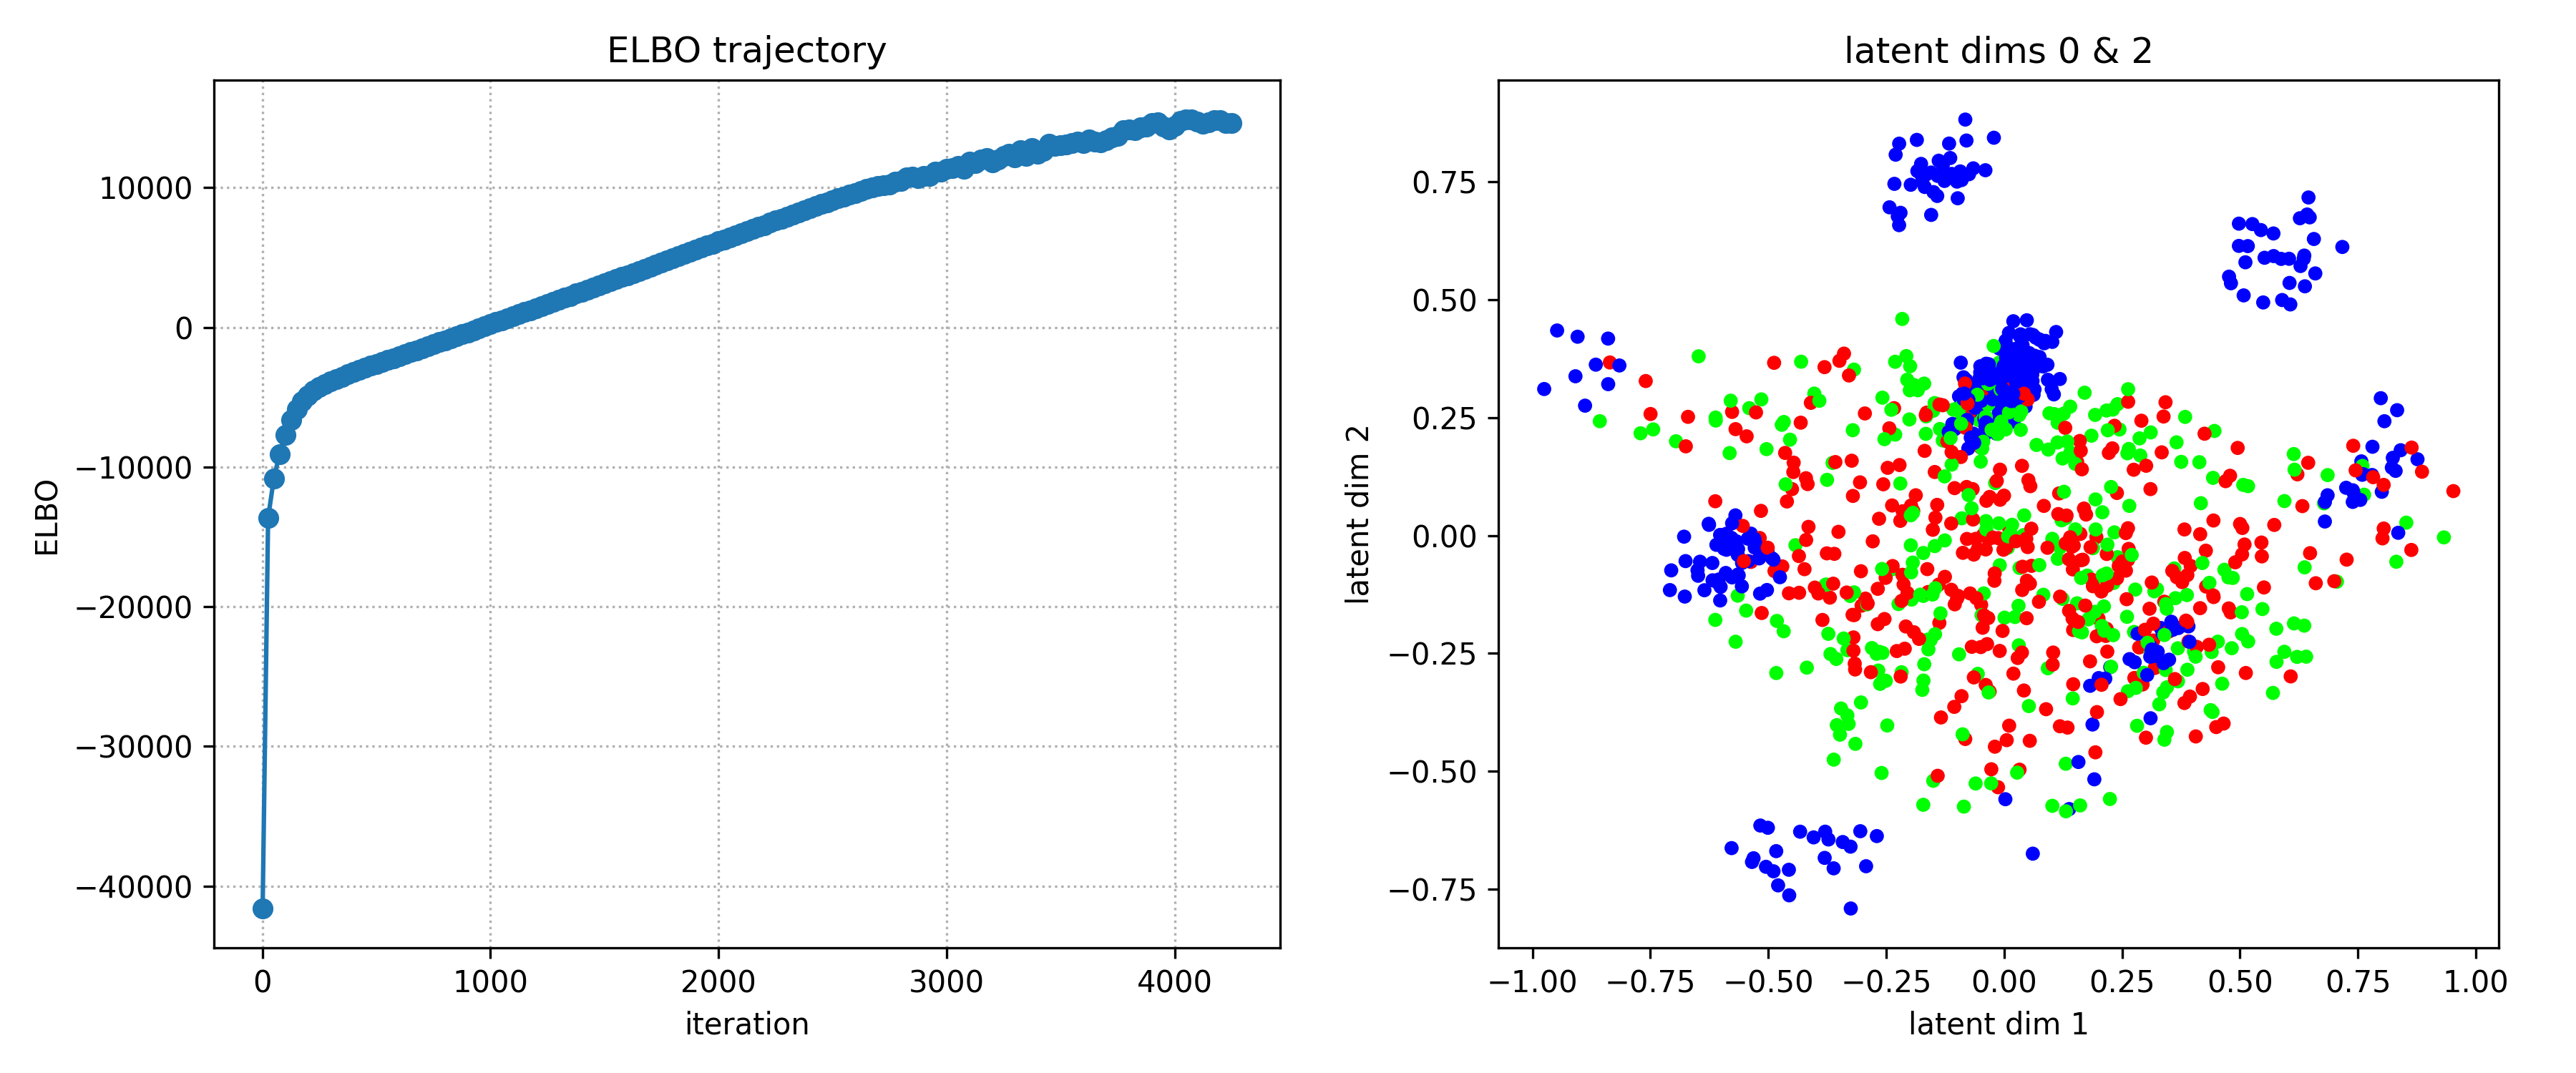 ELBO trajectory
ELBO
10000
0
−10000
−20000
−30000
−40000
0 1000 2000 3000 4000
iteration
latent dims 0 & 2
latent dim 2
0.75
0.50
0.25
0.00
−0.25
−0.50
−0.75
−1.00 −0.75 −0.50 −0.25 0.00 0.25 0.50 0.75 1.00
latent dim 1